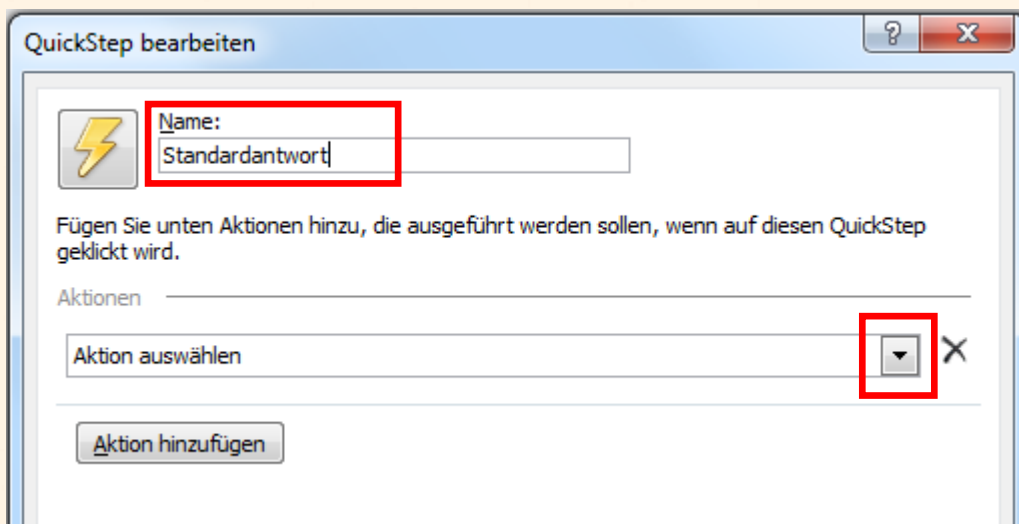 QuickStep bearbeiten
Name:
Standardantwort
Fügen Sie unten Aktionen hinzu, die ausgeführt werden sollen, wenn auf diesen QuickStep
geklickt wird.
Aktionen
Aktion auswählen
Aktion hinzufügen